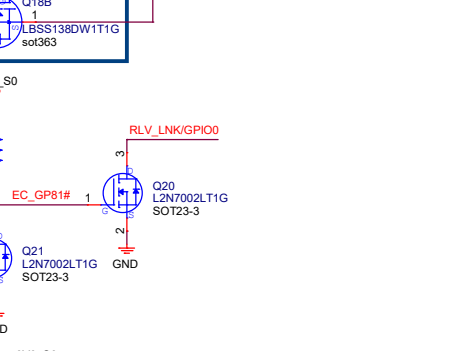 Q18B
1
S
LBSS138DW1T1G
sot363
_S0
RLV_LNK/GPIO0
3
D
Q20
EC_GP81#
1
L2N7002LT1G
G
S
SOT23-3
2
Q21
L2N7002LT1G
GND
SOT23-3
S
D